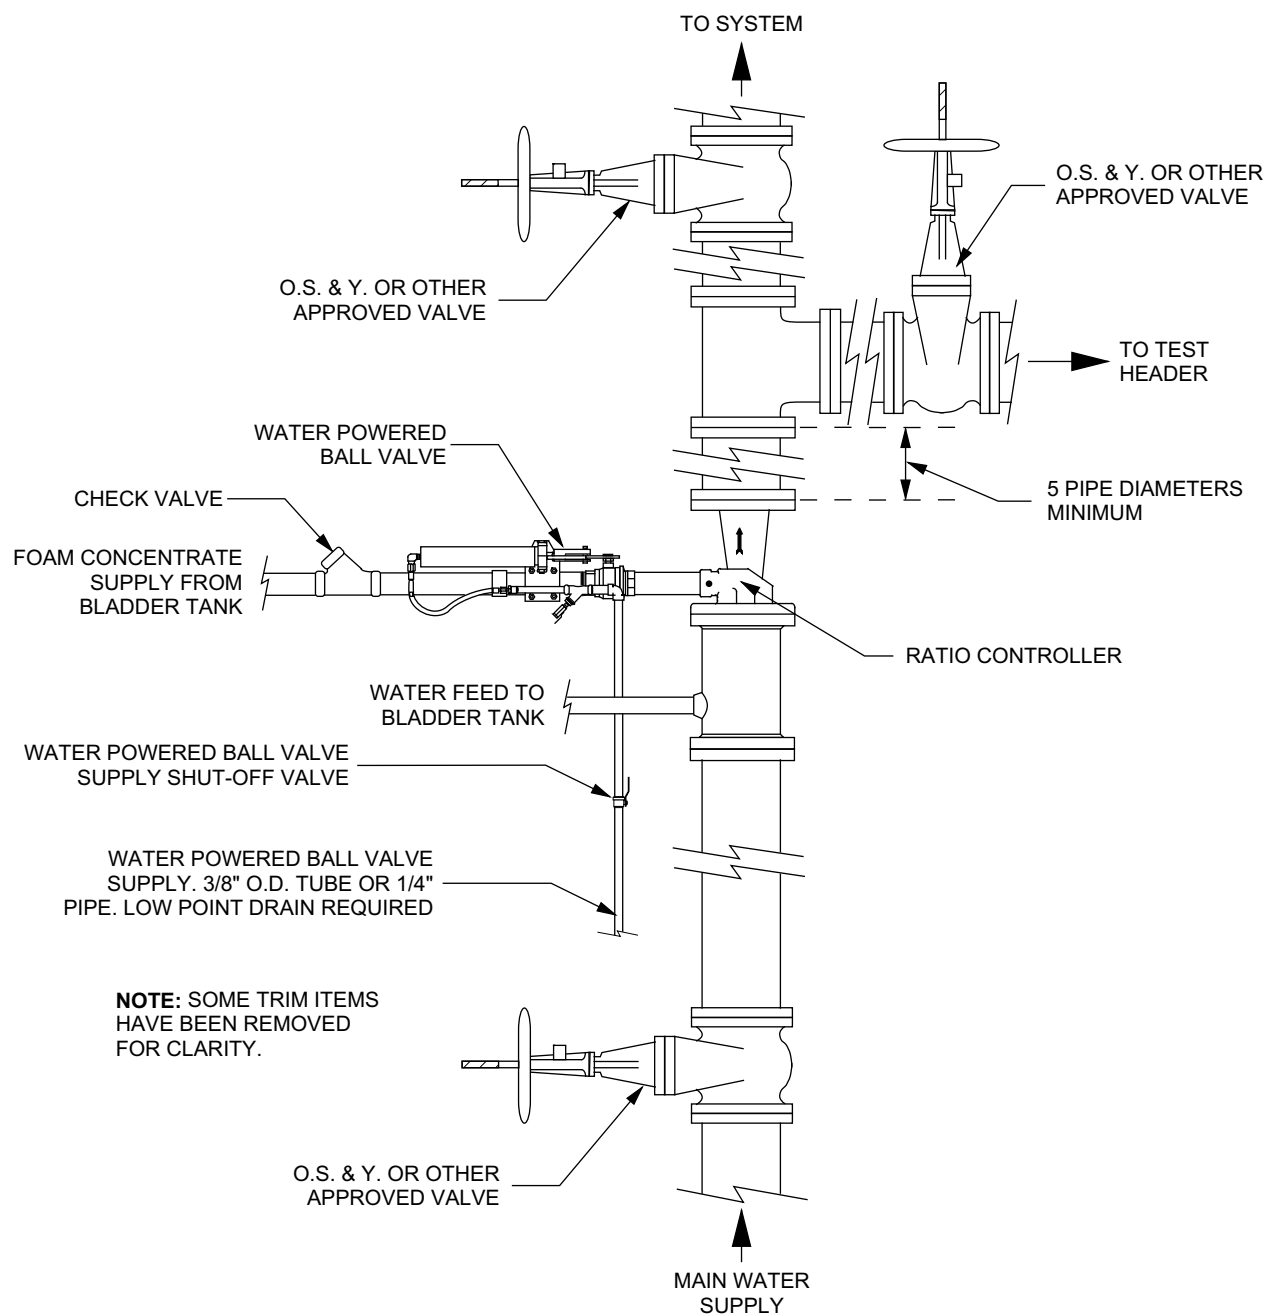 TO SYSTEM
O.S. & Y. OR OTHER
APPROVED VALVE
O.S. & Y. OR OTHER
APPROVED VALVE
TO TEST
HEADER
WATER POWERED
BALL VALVE
CHECK VALVE
5 PIPE DIAMETERS
MINIMUM
FOAM CONCENTRATE
SUPPLY FROM
BLADDER TANK
RATIO CONTROLLER
WATER FEED TO
BLADDER TANK
WATER POWERED BALL VALVE
SUPPLY SHUT-OFF VALVE
WATER POWERED BALL VALVE
SUPPLY. 3/8" O.D. TUBE OR 1/4"
PIPE. LOW POINT DRAIN REQUIRED
NOTE: SOME TRIM ITEMS
HAVE BEEN REMOVED
FOR CLARITY.
O.S. & Y. OR OTHER
APPROVED VALVE
MAIN WATER
SUPPLY